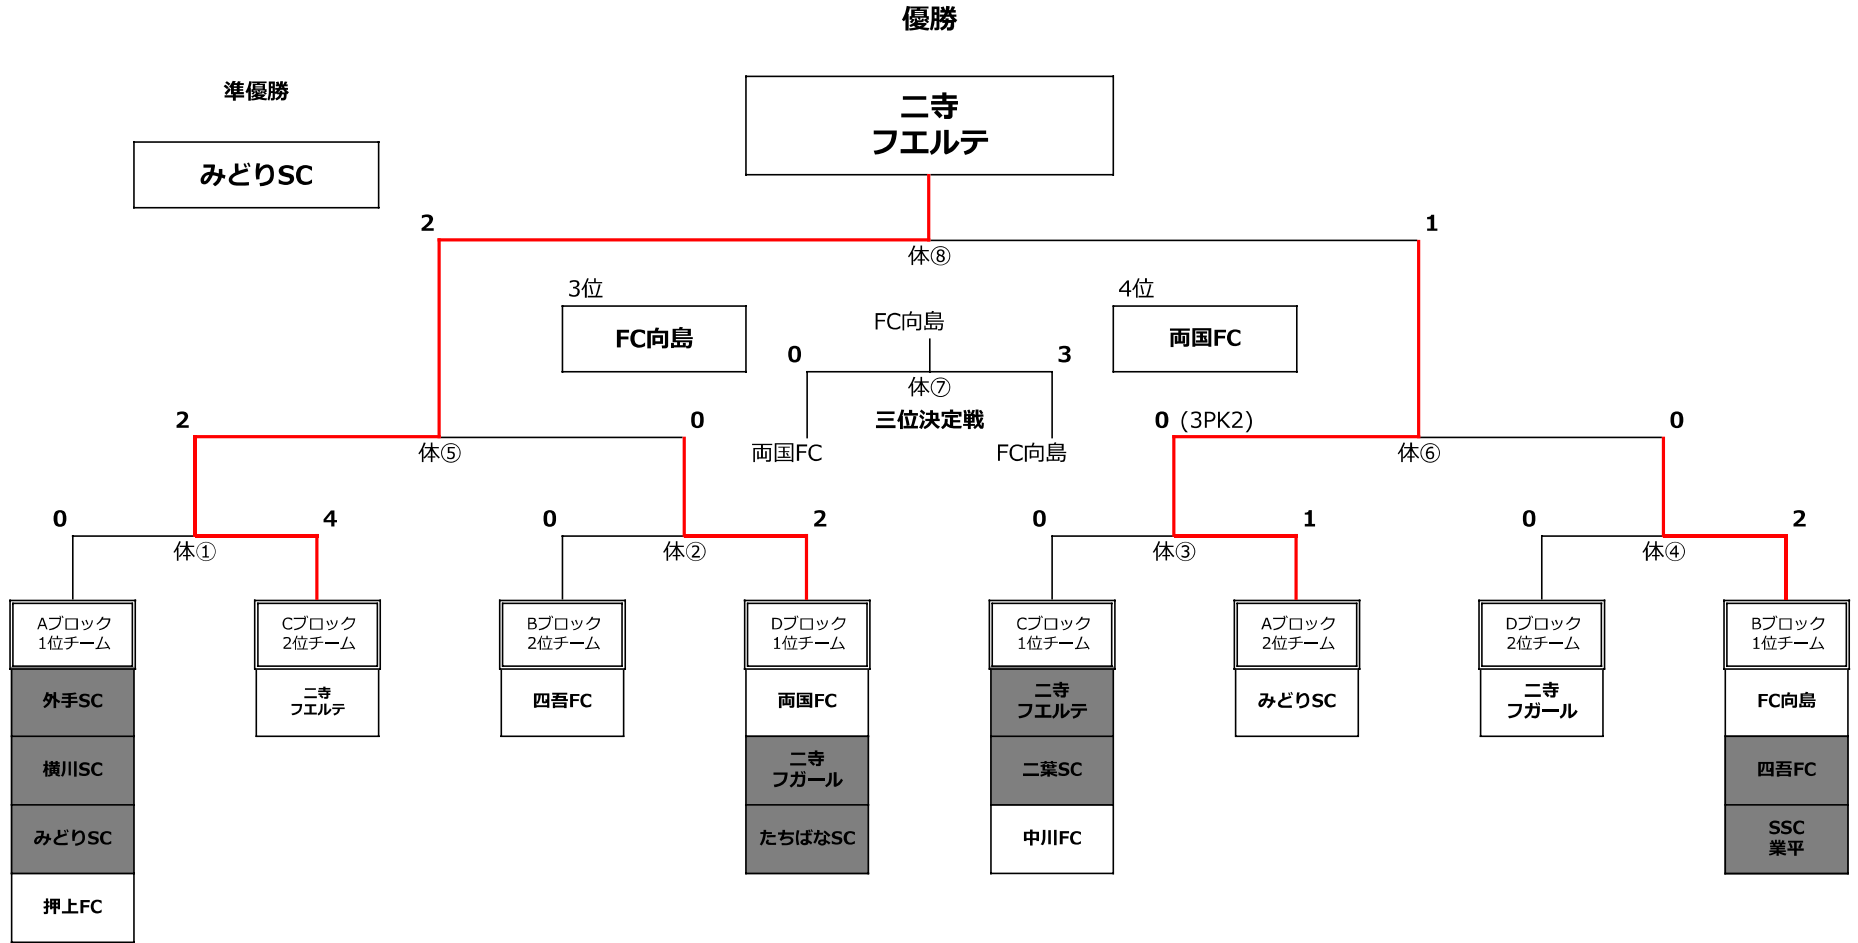 優勝
準優勝
二寺
フエルテ
みどりSC
2
1
体⑧
3位
4位
FC向島
FC向島
両国FC
0
3
体⑦
三位決定戦
両国FC
FC向島
2
0
体⑤
0 (3PK2)
0
体⑥
0
4
体①
0
2
体②
0
1
体③
0
2
体④
Aブロック
1位チーム
Cブロック
2位チーム
Bブロック
2位チーム
Dブロック
1位チーム
Cブロック
1位チーム
Aブロック
2位チーム
Dブロック
2位チーム
Bブロック
1位チーム
外手SC
二寺
フエルテ
四吾FC
両国FC
二寺
フエルテ
みどりSC
二寺
フガール
FC向島
横川SC
二寺
フガール
二葉SC
四吾FC
みどりSC
たちばなSC
中川FC
SSC
業平
押上FC